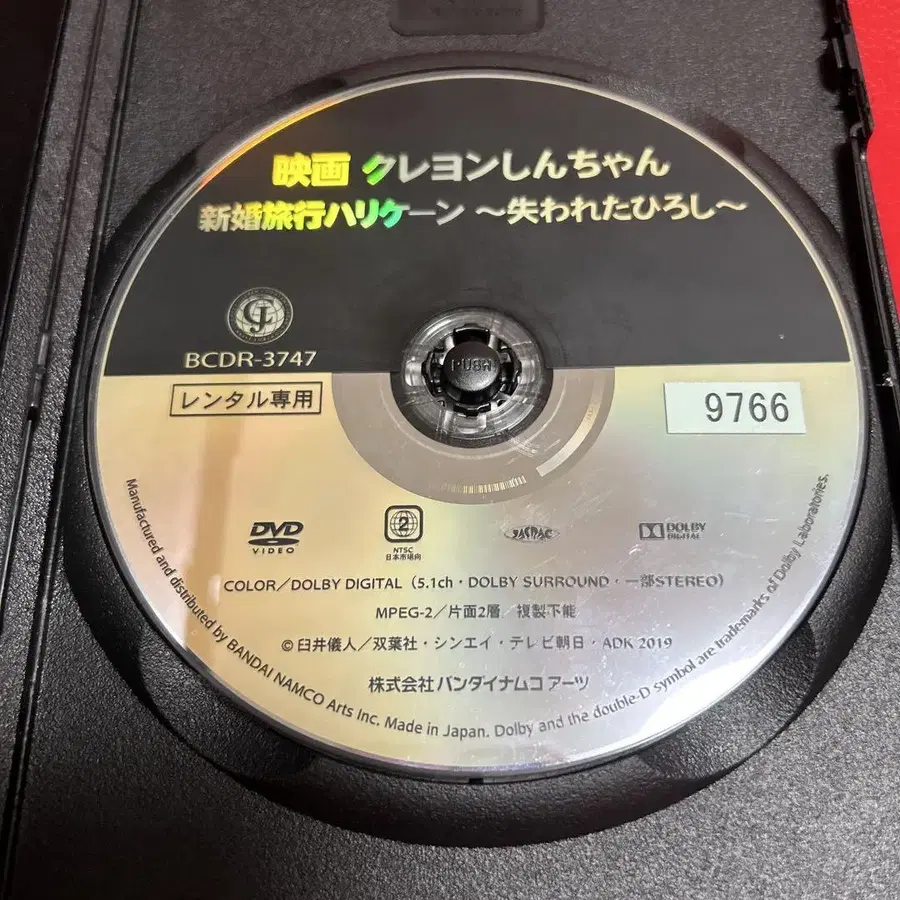 映画 クレヨンしんちゃん
新婚旅行ハリケーン ～失われたひろし～
BCDR-3747
PUSH
レンタル専用
9766
DVD
VIDEO
2
NTSC
日本市場向
JASRAC
DOLBY
DIGITAL
COLOR／DOLBY DIGITAL（5.1ch・DOLBY SURROUND・一部STEREO）
MPEG-2／片面2層／複製不能
©臼井儀人／双葉社・シンエイ・テレビ朝日・ADK 2019
株式会社 バンダイナムコアーツ
Manufactured and distributed by BANDAI NAMCO Arts Inc. Made in Japan. Dolby and the double-D symbol are trademarks of Dolby Laboratories.